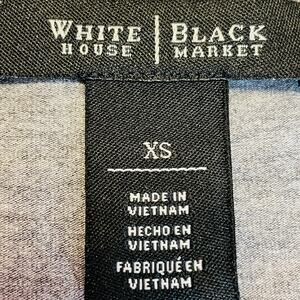 WHITE | BLACK
HOUSE | MARKET
XS
MADE IN
VIETNAM
HECHO EN
VIETNAM
FABRIQUÉ EN
VIETNAM